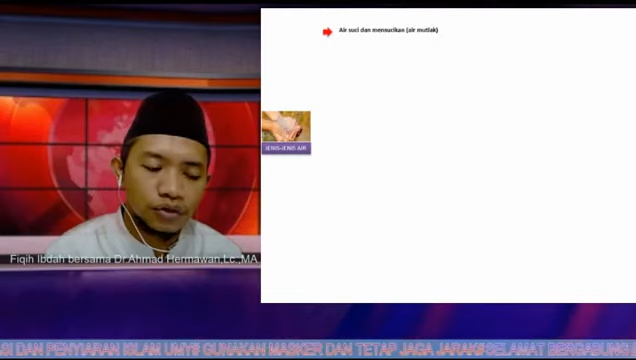 Air suci dan mensucikan (air mutlak)
JENIS-JENIS AIR
Fiqih Ibdah bersama Dr.Ahmad Hermawan,Lc.,MA
SI DAN PENYIARAN ISLAM UMY# GUNAKAN MASKER DAN TETAP JAGA JARAK#SELAMAT BERGABUNG